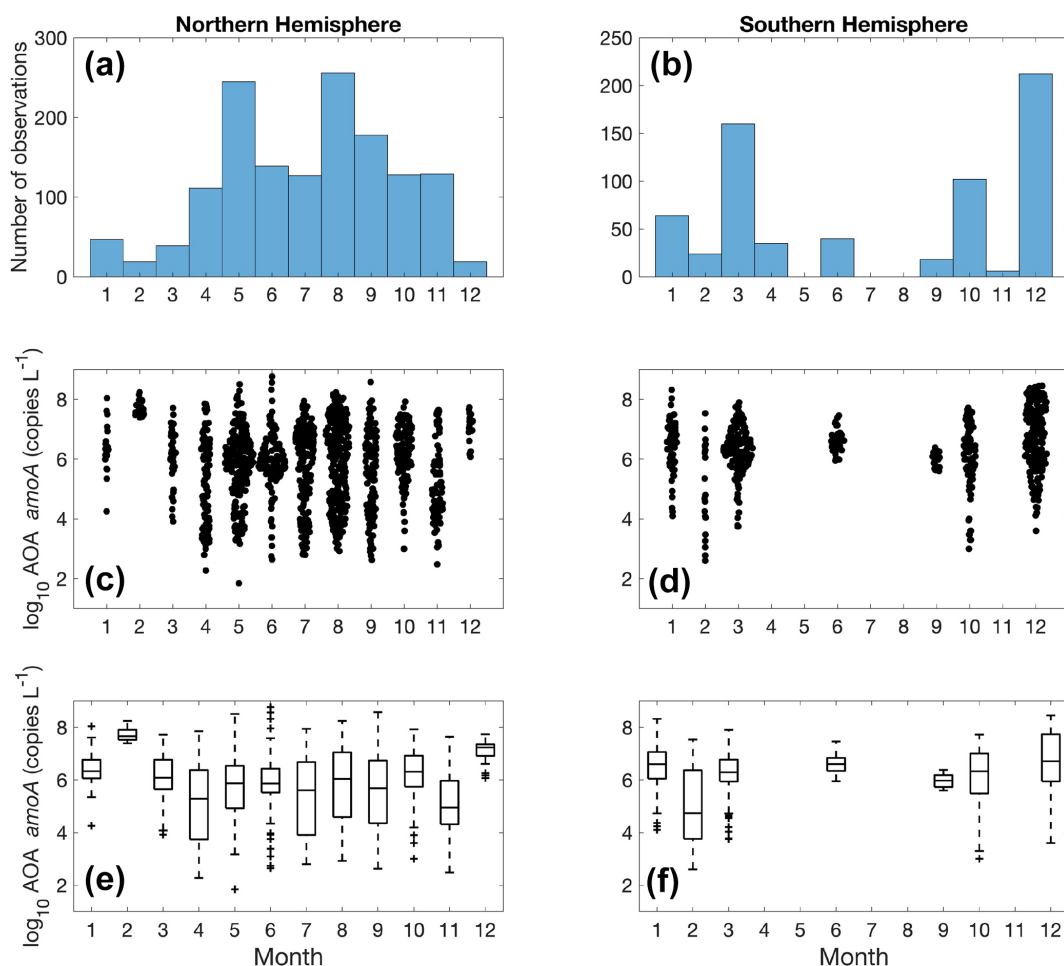 Northern Hemisphere
Southern Hemisphere
(a)
Number of observations
300
200
100
0
1 2 3 4 5 6 7 8 9 10 11 12
(b)
250
200
150
100
50
0
1 2 3 4 5 6 7 8 9 10 11 12
(c)
log10 AOA amoA (copies L-1)
8
6
4
2
1 2 3 4 5 6 7 8 9 10 11 12
(d)
8
6
4
2
1 2 3 4 5 6 7 8 9 10 11 12
(e)
log10 AOA amoA (copies L-1)
8
6
4
2
1 2 3 4 5 6 7 8 9 10 11 12
Month
(f)
8
6
4
2
1 2 3 4 5 6 7 8 9 10 11 12
Month